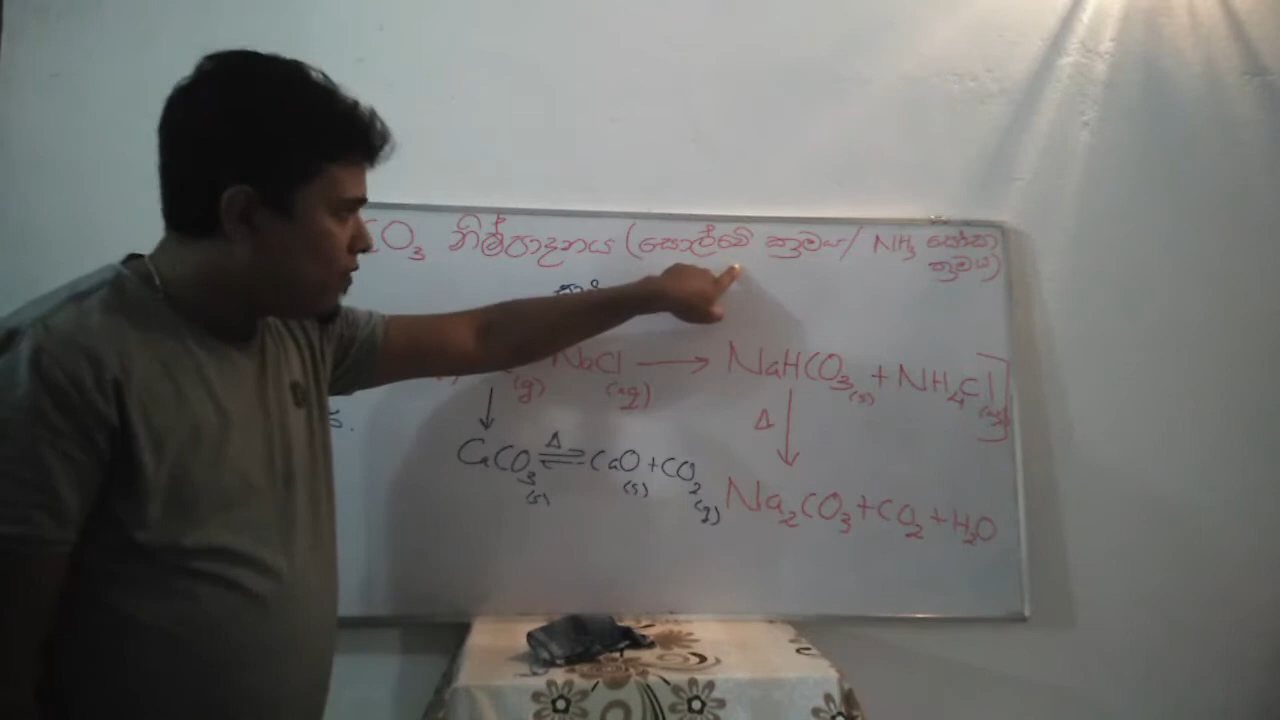 CO₃ නිෂ්පාදනය (සොල්වේ ක්‍රමය/ NH₃ සෝඩා
ක්‍රමය)
(g) NaCl (aq) → NaHCO₃(s) + NH₄Cl(aq)]
↓ Δ ↓
CaCO₃(s) ⇌ Δ CaO(s) + CO₂(g)
Na₂CO₃ + CO₂ + H₂O